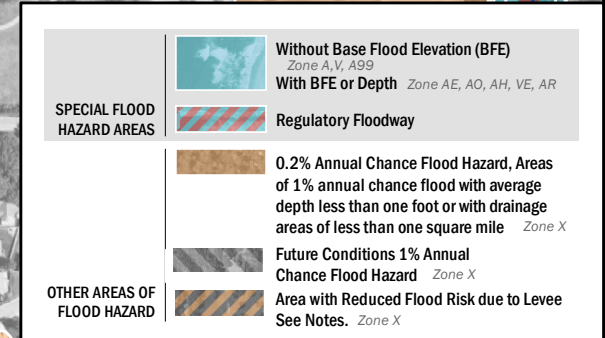 Without Base Flood Elevation (BFE)
Zone A,V, A99
With BFE or Depth Zone AE, AO, AH, VE, AR
SPECIAL FLOOD
HAZARD AREAS
Regulatory Floodway
0.2% Annual Chance Flood Hazard, Areas
of 1% annual chance flood with average
depth less than one foot or with drainage
areas of less than one square mile Zone X
Future Conditions 1% Annual
Chance Flood Hazard Zone X
OTHER AREAS OF
FLOOD HAZARD
Area with Reduced Flood Risk due to Levee
See Notes. Zone X